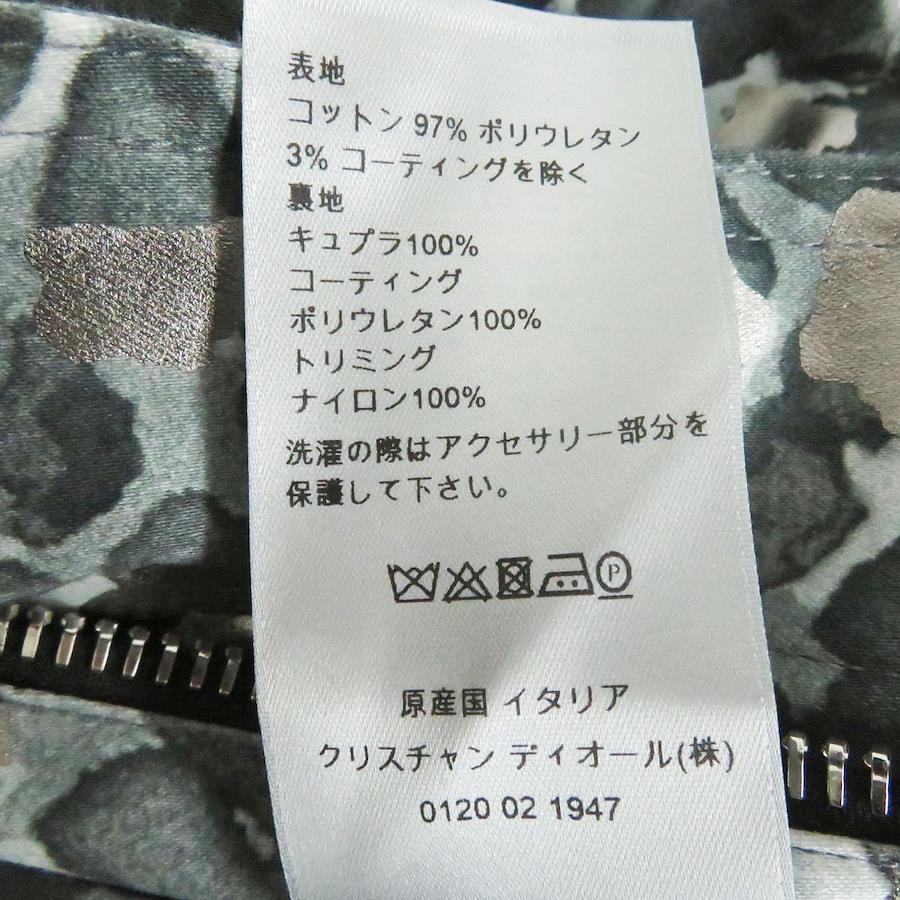 表地
コットン 97% ポリウレタン
3% コーティングを除く
裏地
キュプラ100%
コーティング
ポリウレタン100%
トリミング
ナイロン100%
洗濯の際はアクセサリー部分を
保護して下さい。
P
原産国 イタリア
クリスチャン ディオール(株)
0120 02 1947